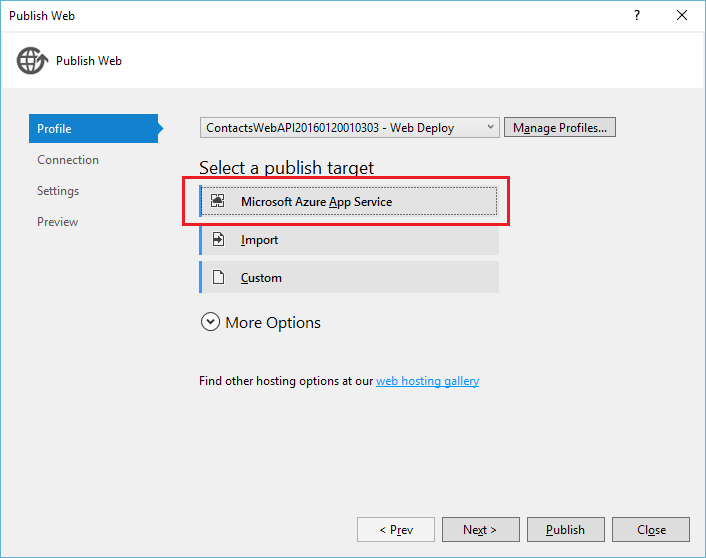 Publish Web
?
Publish Web
Profile
Connection
Settings
Preview
ContactsWebAPI20160120010303 - Web Deploy
Manage Profiles...
Select a publish target
Microsoft Azure App Service
Import
Custom
More Options
Find other hosting options at our web hosting gallery
< Prev
Next >
Publish
Close